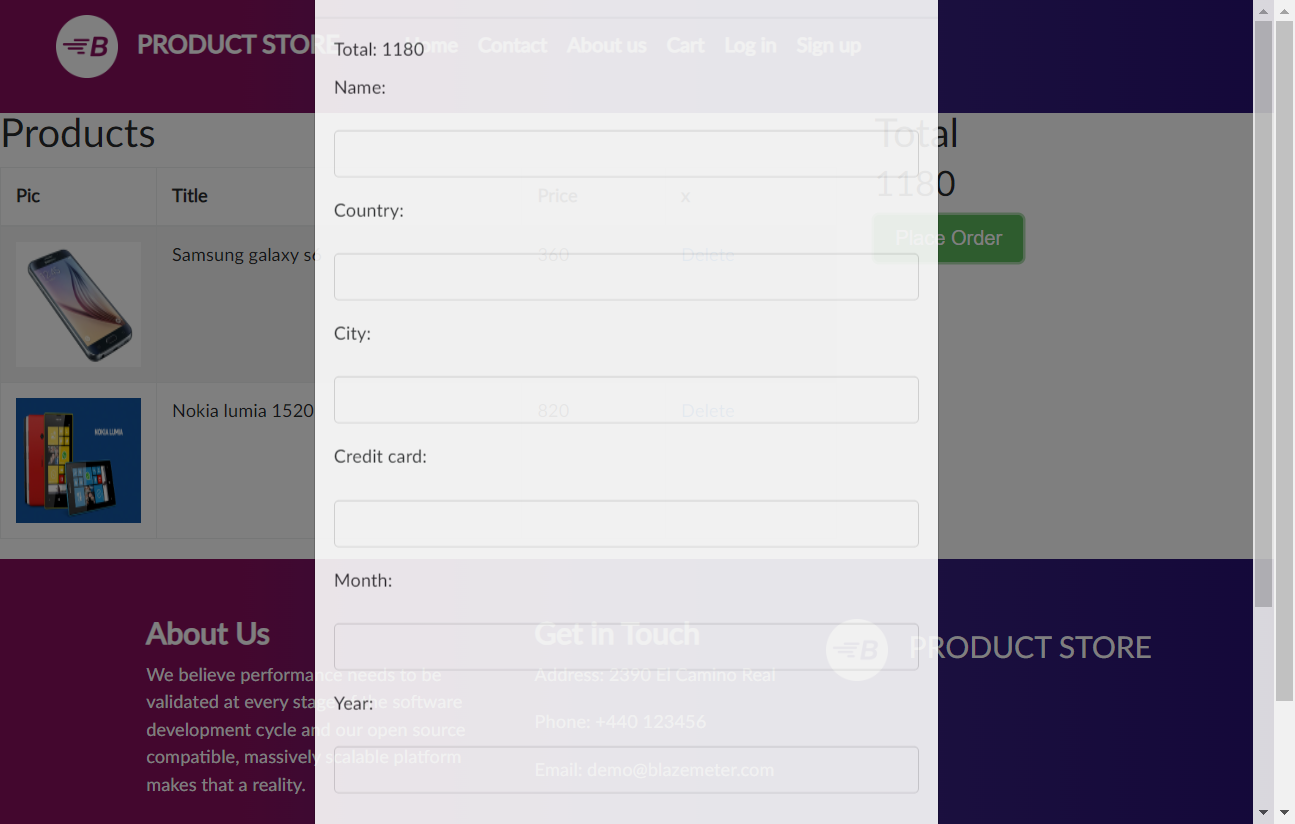 B PRODUCT STORE
Home Contact About us Cart Log in Sign up
Total: 1180
Name:
Country:
City:
Credit card:
Month:
Year:
Products
Pic Title Price x
Samsung galaxy s6 360 Delete
Nokia lumia 1520 820 Delete
NOKIA LUMIA
Total
1180
Place Order
About Us
We believe performance needs to be
validated at every stage of the software
development cycle and our open source
compatible, massively scalable platform
makes that a reality.
Get in Touch
Address: 2390 El Camino Real
Phone: +440 123456
Email: demo@blazemeter.com
B PRODUCT STORE